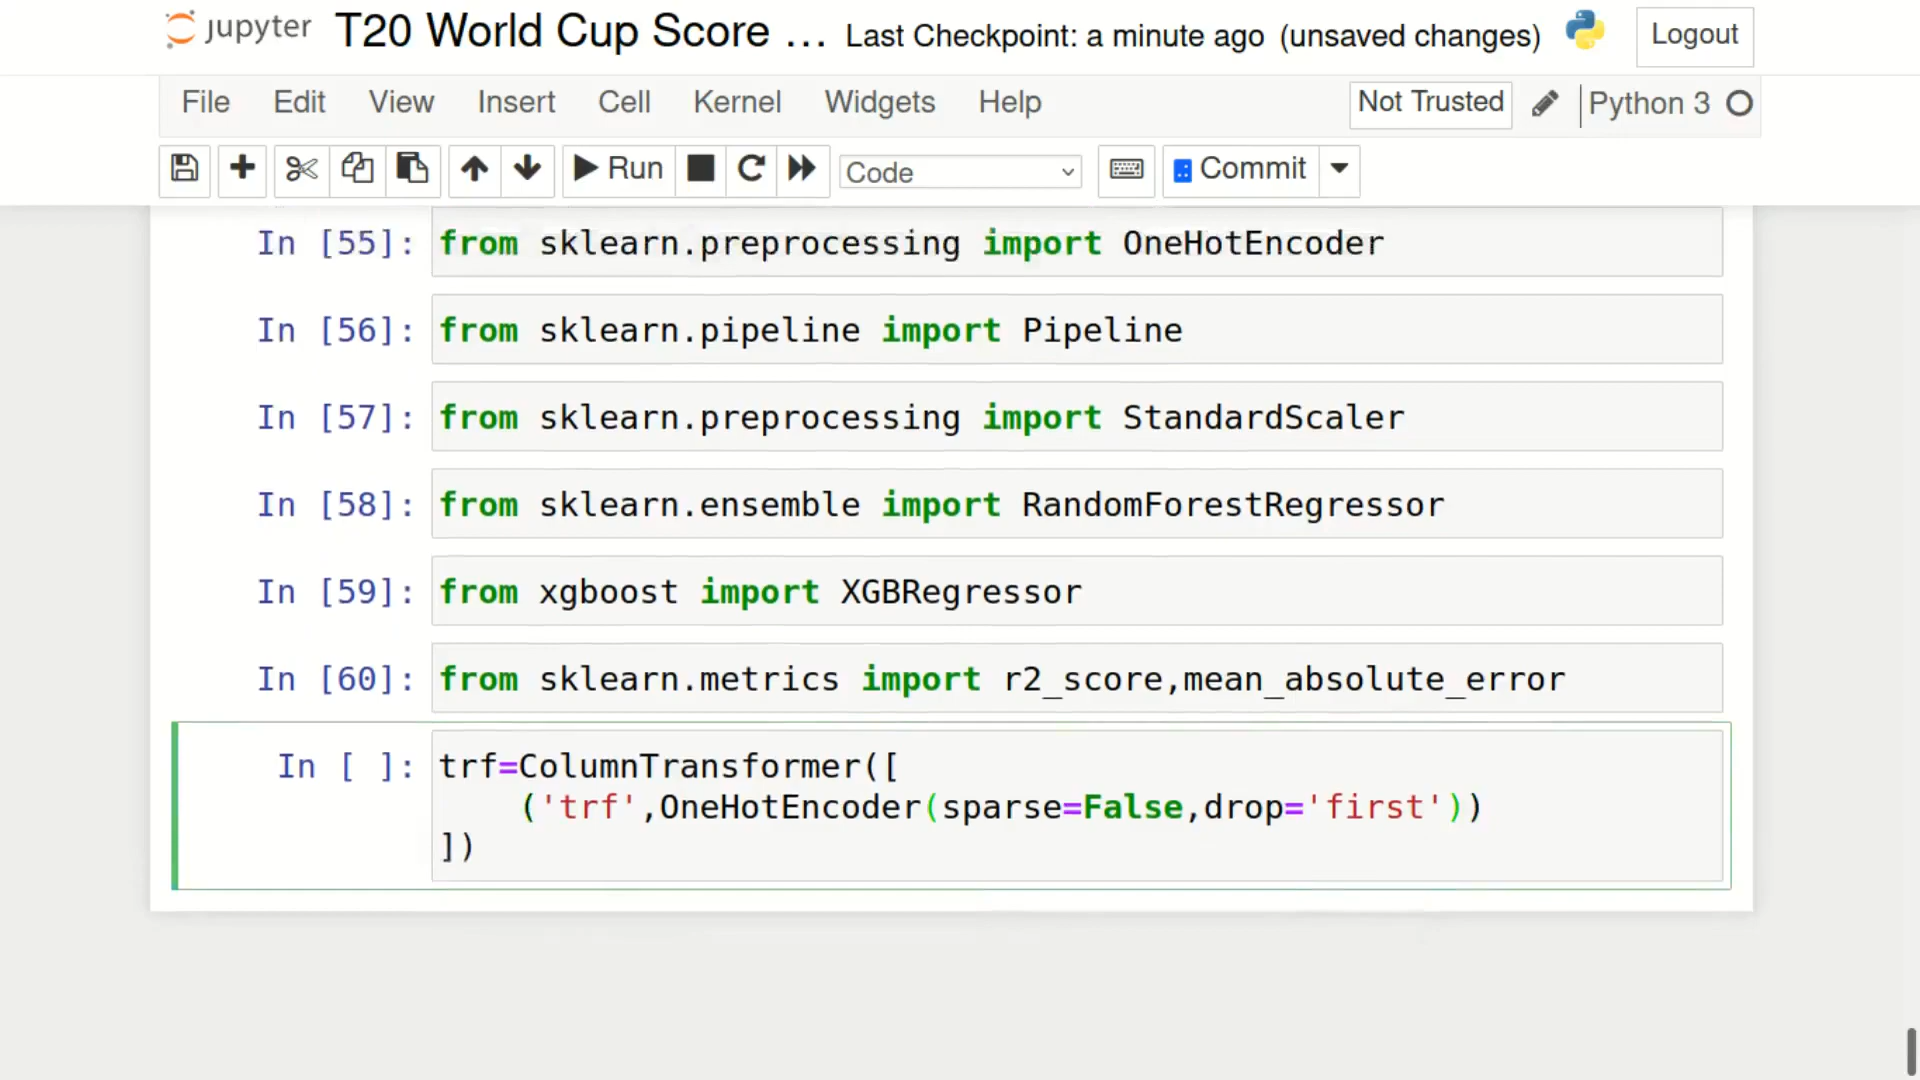 jupyter T20 World Cup Score ... Last Checkpoint: a minute ago (unsaved changes) Logout
File Edit View Insert Cell Kernel Widgets Help Not Trusted Python 3
Run Code Commit
In [55]: from sklearn.preprocessing import OneHotEncoder
In [56]: from sklearn.pipeline import Pipeline
In [57]: from sklearn.preprocessing import StandardScaler
In [58]: from sklearn.ensemble import RandomForestRegressor
In [59]: from xgboost import XGBRegressor
In [60]: from sklearn.metrics import r2_score,mean_absolute_error
In [ ]: trf=ColumnTransformer([
('trf',OneHotEncoder(sparse=False,drop='first'))
])